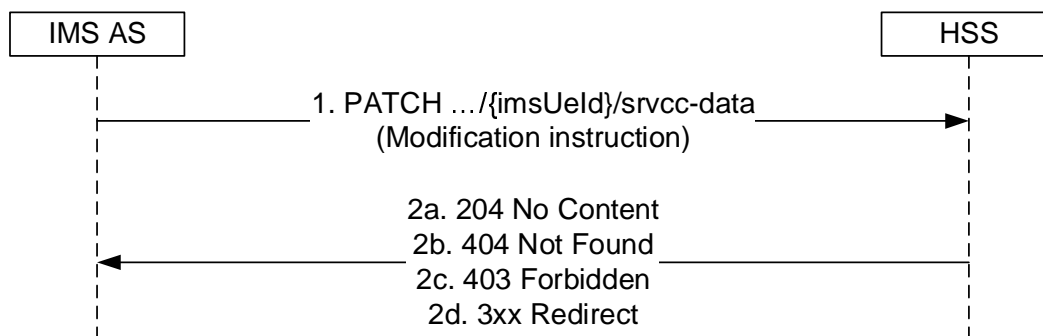 IMS AS
HSS
1. PATCH …/{imsUeId}/srvcc-data
(Modification instruction)
2a. 204 No Content
2b. 404 Not Found
2c. 403 Forbidden
2d. 3xx Redirect